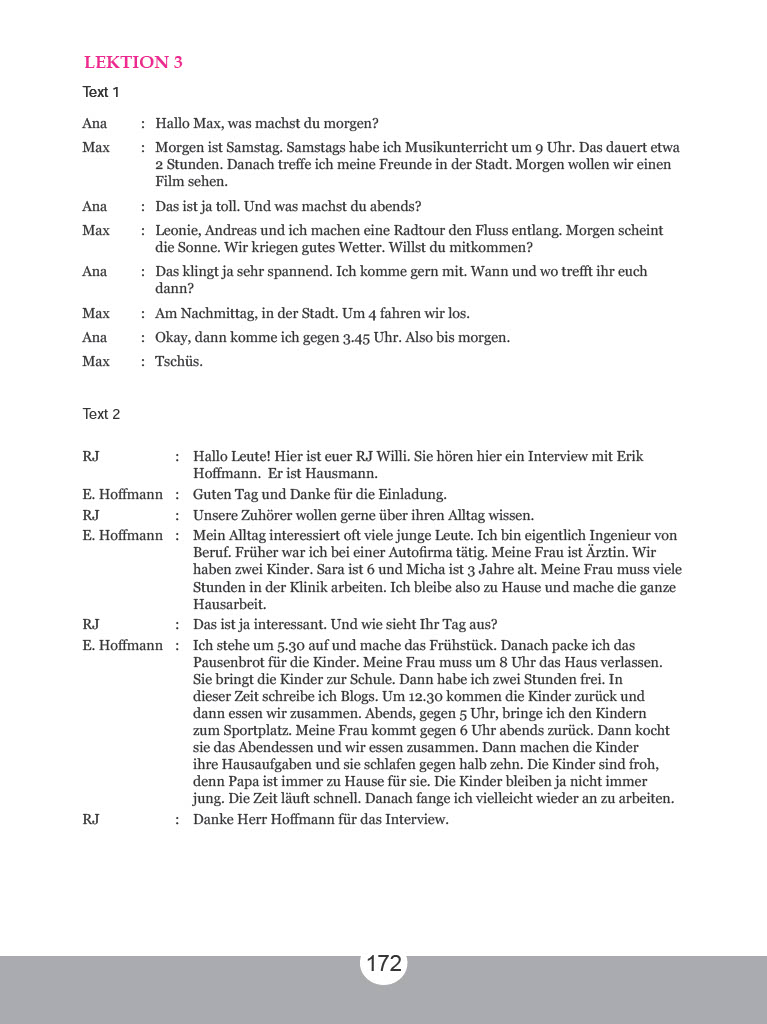 LEKTION 3
Text 1
Ana : Hallo Max, was machst du morgen?
Max : Morgen ist Samstag. Samstags habe ich Musikunterricht um 9 Uhr. Das dauert etwa
2 Stunden. Danach treffe ich meine Freunde in der Stadt. Morgen wollen wir einen
Film sehen.
Ana : Das ist ja toll. Und was machst du abends?
Max : Leonie, Andreas und ich machen eine Radtour den Fluss entlang. Morgen scheint
die Sonne. Wir kriegen gutes Wetter. Willst du mitkommen?
Ana : Das klingt ja sehr spannend. Ich komme gern mit. Wann und wo trefft ihr euch
dann?
Max : Am Nachmittag, in der Stadt. Um 4 fahren wir los.
Ana : Okay, dann komme ich gegen 3.45 Uhr. Also bis morgen.
Max : Tschüs.
Text 2
RJ : Hallo Leute! Hier ist euer RJ Willi. Sie hören hier ein Interview mit Erik
Hoffmann. Er ist Hausmann.
E. Hoffmann : Guten Tag und Danke für die Einladung.
RJ : Unsere Zuhörer wollen gerne über ihren Alltag wissen.
E. Hoffmann : Mein Alltag interessiert oft viele junge Leute. Ich bin eigentlich Ingenieur von
Beruf. Früher war ich bei einer Autofirma tätig. Meine Frau ist Ärztin. Wir
haben zwei Kinder. Sara ist 6 und Micha ist 3 Jahre alt. Meine Frau muss viele
Stunden in der Klinik arbeiten. Ich bleibe also zu Hause und mache die ganze
Hausarbeit.
RJ : Das ist ja interessant. Und wie sieht Ihr Tag aus?
E. Hoffmann : Ich stehe um 5.30 auf und mache das Frühstück. Danach packe ich das
Pausenbrot für die Kinder. Meine Frau muss um 8 Uhr das Haus verlassen.
Sie bringt die Kinder zur Schule. Dann habe ich zwei Stunden frei. In
dieser Zeit schreibe ich Blogs. Um 12.30 kommen die Kinder zurück und
dann essen wir zusammen. Abends, gegen 5 Uhr, bringe ich den Kindern
zum Sportplatz. Meine Frau kommt gegen 6 Uhr abends zurück. Dann kocht
sie das Abendessen und wir essen zusammen. Dann machen die Kinder
ihre Hausaufgaben und sie schlafen gegen halb zehn. Die Kinder sind froh,
denn Papa ist immer zu Hause für sie. Die Kinder bleiben ja nicht immer
jung. Die Zeit läuft schnell. Danach fange ich vielleicht wieder an zu arbeiten.
RJ : Danke Herr Hoffmann für das Interview.
172